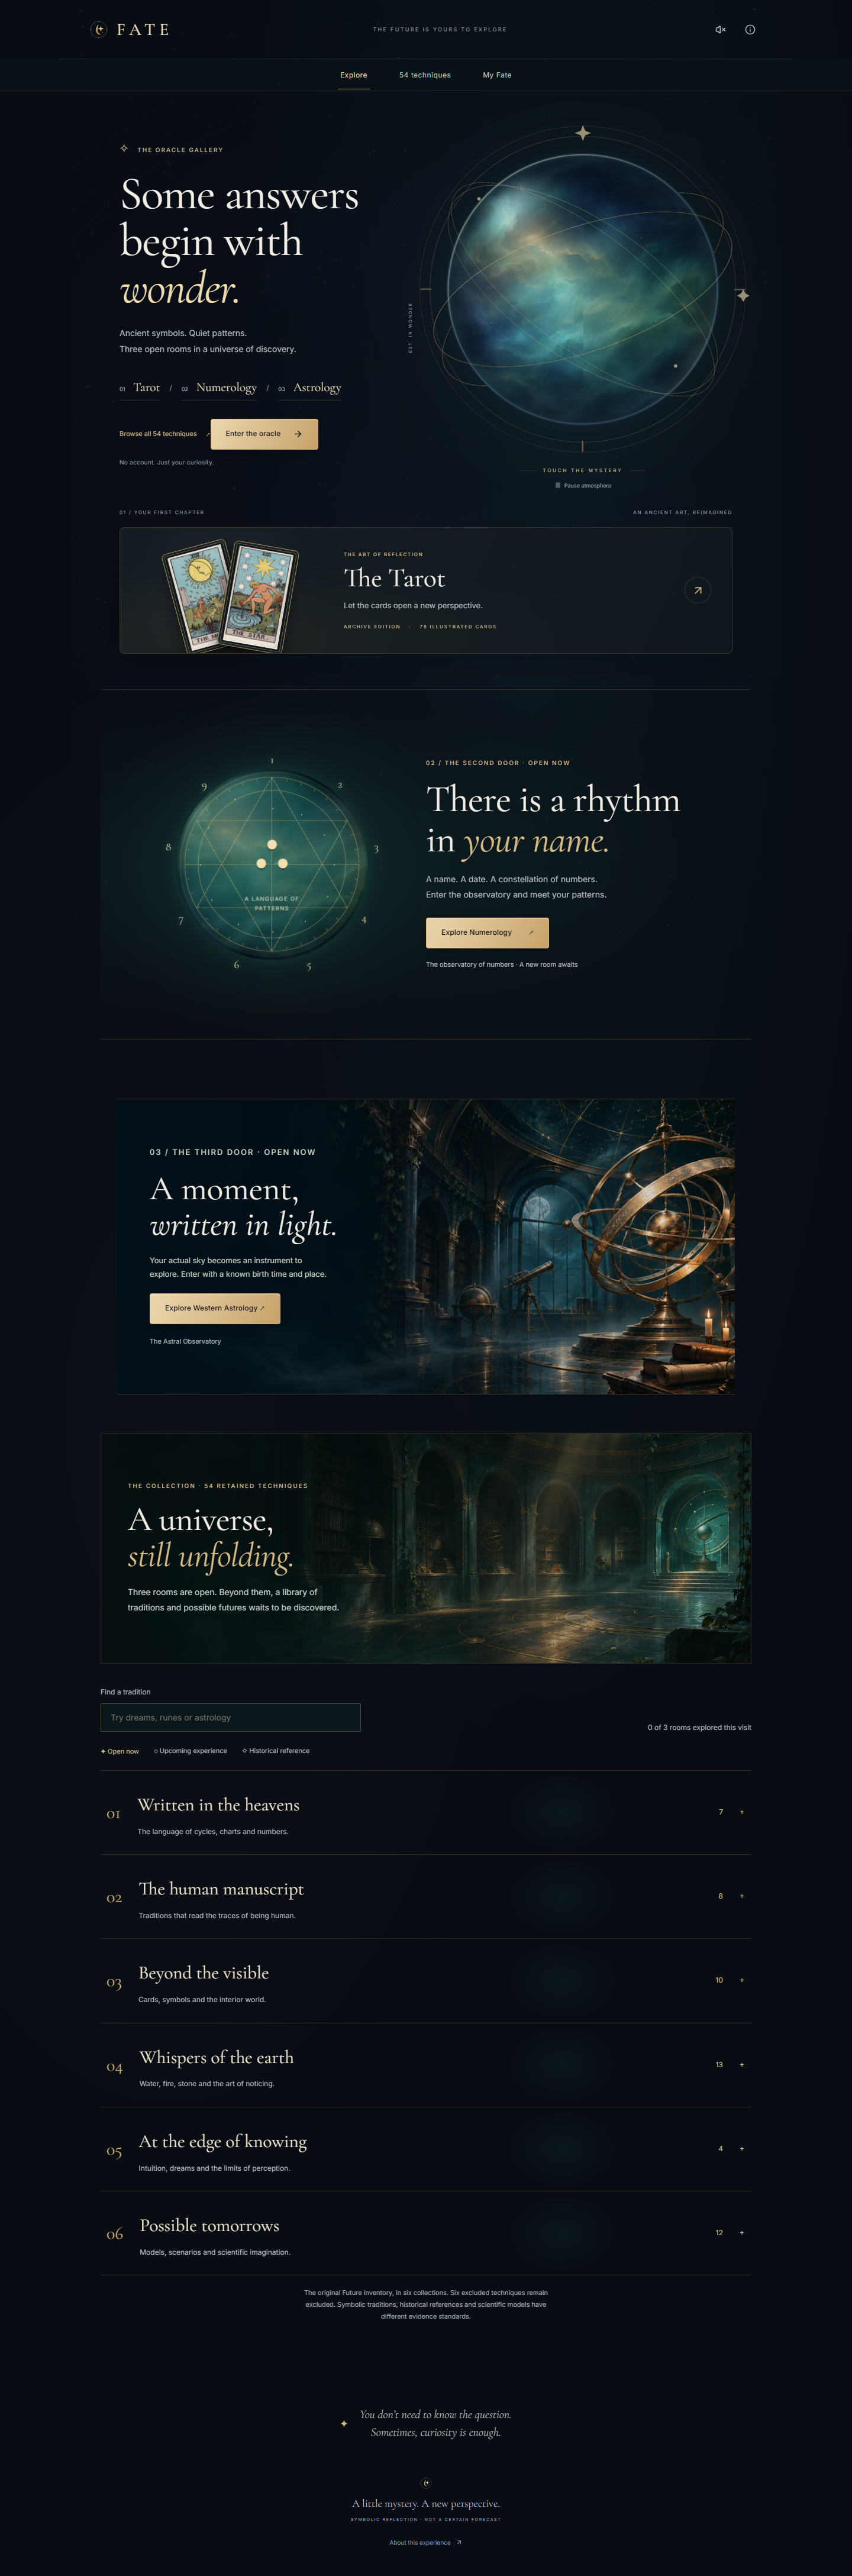 FATE
THE FUTURE IS YOURS TO EXPLORE
Explore
54 techniques
My Fate
THE ORACLE GALLERY
Some answers
begin with
wonder.
Ancient symbols. Quiet patterns.
Three open rooms in a universe of discovery.
01 Tarot / 02 Numerology / 03 Astrology
Browse all 54 techniques ↗
Enter the oracle →
No account. Just your curiosity.
EST. IN WONDER
TOUCH THE MYSTERY
Pause atmosphere
01 / YOUR FIRST CHAPTER
AN ANCIENT ART, REIMAGINED
THE STAR
THE ART OF REFLECTION
The Tarot
Let the cards open a new perspective.
ARCHIVE EDITION · 78 ILLUSTRATED CARDS
1
2
3
4
5
6
7
8
9
A LANGUAGE OF
PATTERNS
02 / THE SECOND DOOR · OPEN NOW
There is a rhythm
in your name.
A name. A date. A constellation of numbers.
Enter the observatory and meet your patterns.
Explore Numerology ↗
The observatory of numbers · A new room awaits
03 / THE THIRD DOOR · OPEN NOW
A moment,
written in light.
Your actual sky becomes an instrument to
explore. Enter with a known birth time and place.
Explore Western Astrology ↗
The Astral Observatory
THE COLLECTION · 54 RETAINED TECHNIQUES
A universe,
still unfolding.
Three rooms are open. Beyond them, a library of
traditions and possible futures waits to be discovered.
Find a tradition
Try dreams, runes or astrology
0 of 3 rooms explored this visit
✦ Open now ○ Upcoming experience ◇ Historical reference
01 Written in the heavens 7 +
The language of cycles, charts and numbers.
02 The human manuscript 8 +
Traditions that read the traces of being human.
03 Beyond the visible 10 +
Cards, symbols and the interior world.
04 Whispers of the earth 13 +
Water, fire, stone and the art of noticing.
05 At the edge of knowing 4 +
Intuition, dreams and the limits of perception.
06 Possible tomorrows 12 +
Models, scenarios and scientific imagination.
The original Future inventory, in six collections. Six excluded techniques remain
excluded. Symbolic traditions, historical references and scientific models have
different evidence standards.
You don't need to know the question.
Sometimes, curiosity is enough.
A little mystery. A new perspective.
SYMBOLIC REFLECTION · NOT A CERTAIN FORECAST
About this experience ↗